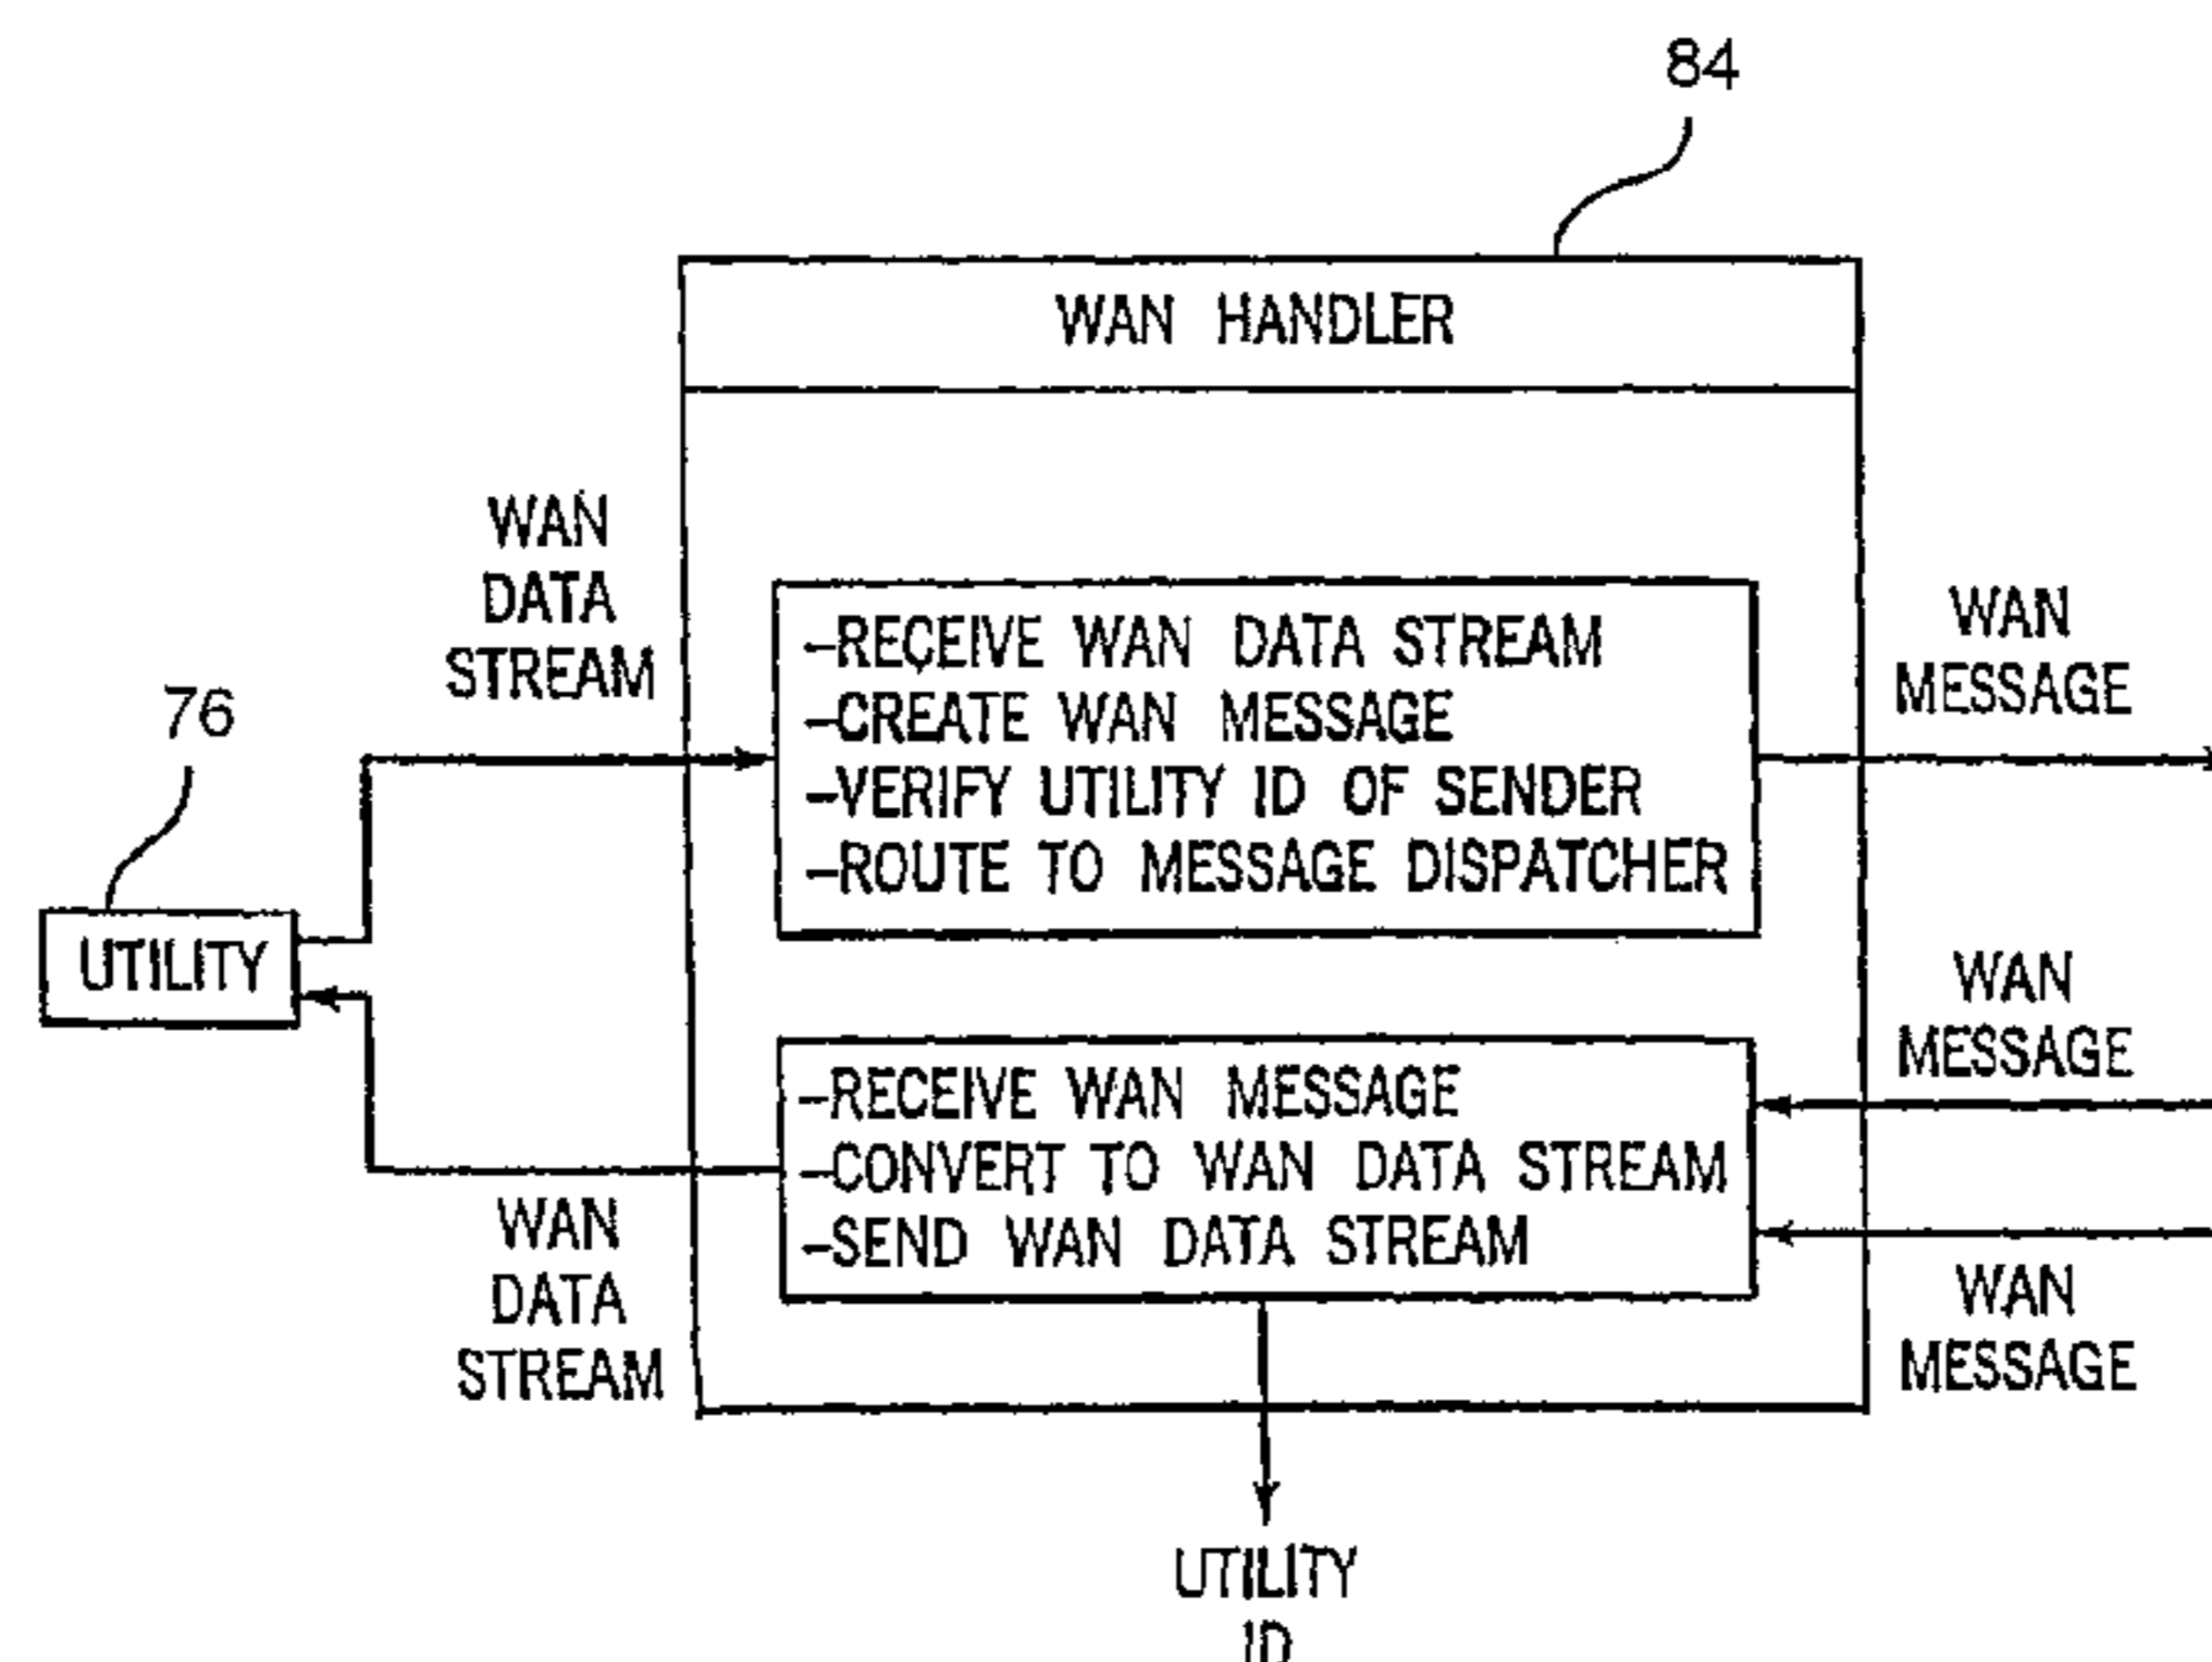 84
WAN HANDLER
WAN
DATA
STREAM
76
UTILITY
-RECEIVE WAN DATA STREAM
-CREATE WAN MESSAGE
-VERIFY UTILITY ID OF SENDER
-ROUTE TO MESSAGE DISPATCHER
WAN
MESSAGE
WAN
MESSAGE
-RECEIVE WAN MESSAGE
-CONVERT TO WAN DATA STREAM
-SEND WAN DATA STREAM
WAN
DATA
STREAM
WAN
MESSAGE
UTILITY
ID